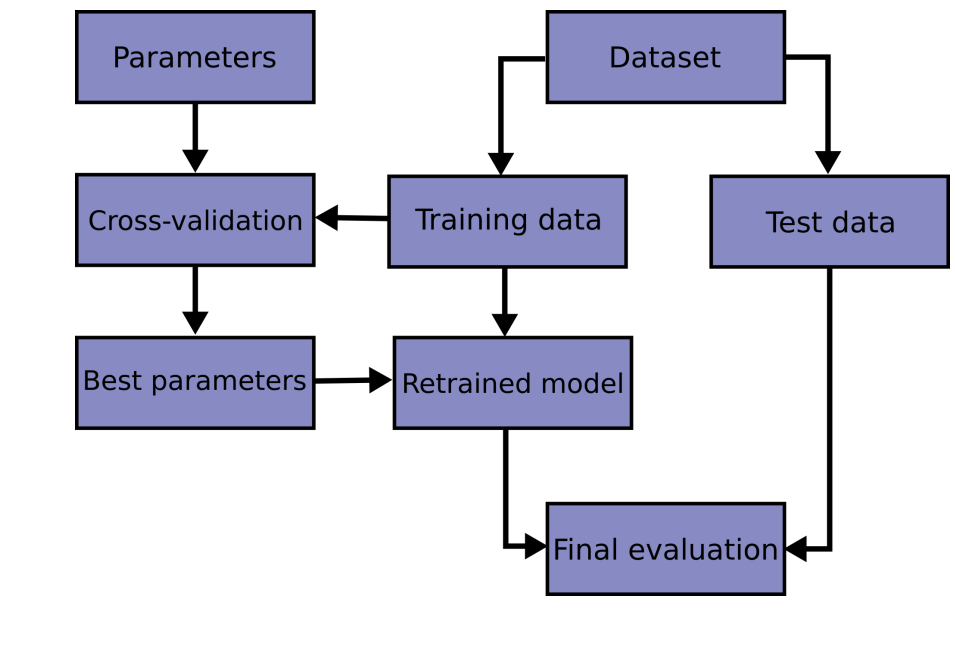 Parameters
Dataset
Cross-validation
Training data
Test data
Best parameters
Retrained model
Final evaluation